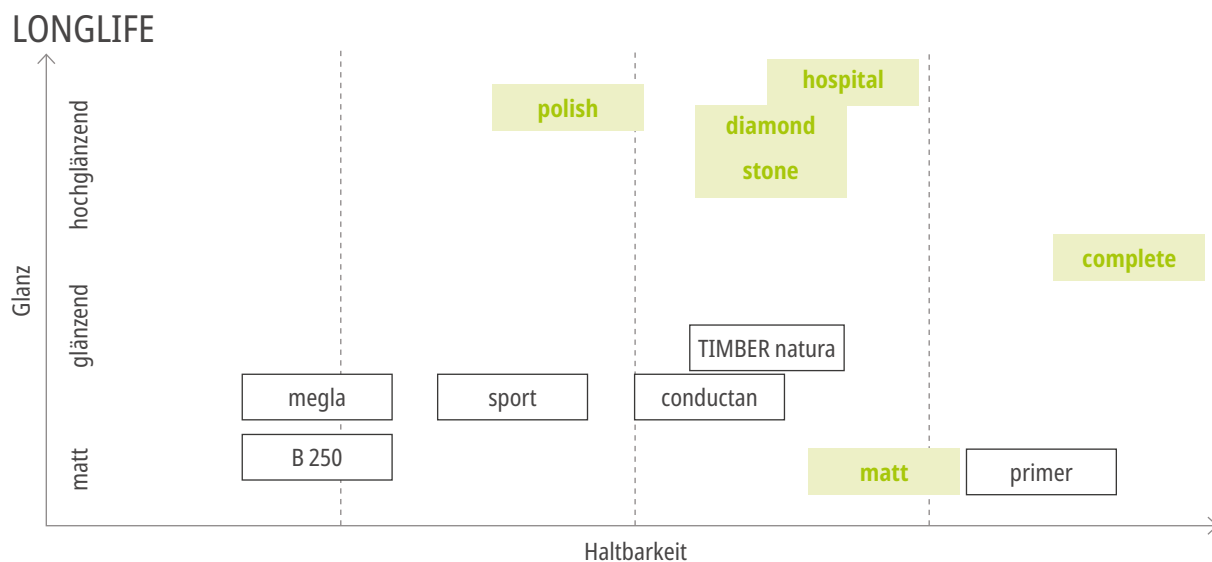 LONGLIFE
Glanz
hochglänzend
glänzend
matt
hospital
polish
diamond
stone
complete
TIMBER natura
megla
sport
conductan
B 250
matt
primer
Haltbarkeit